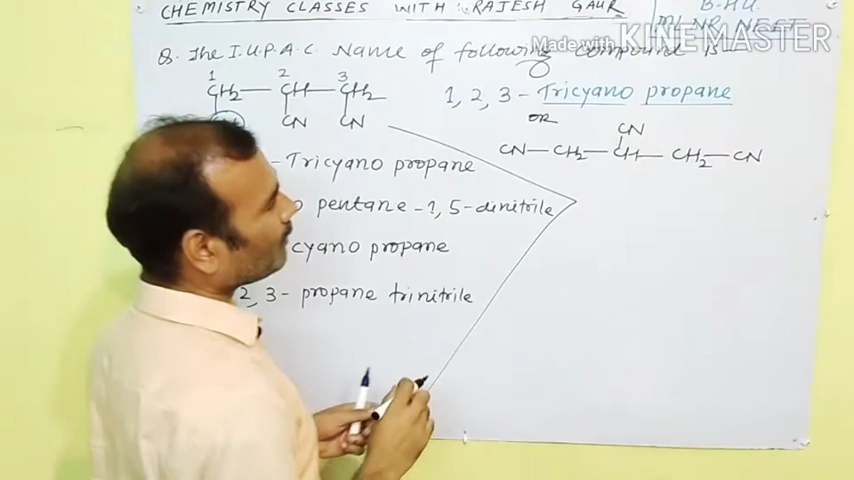 CHEMISTRY CLASSES WITH RAJESH GAUR
B.H.U.
MLNR, NEET
Made with KINEMASTER
Q. The I.U.P.A.C. Name of following compound is
1 2 3
CH2 — CH — CH2
CN CN
- Tricyano propane
pentane - 1, 5 - dinitrile
cyano propane
2, 3 - propane trinitrile
1, 2, 3 - Tricyano propane
OR
CN
CN — CH2 — CH — CH2 — CN